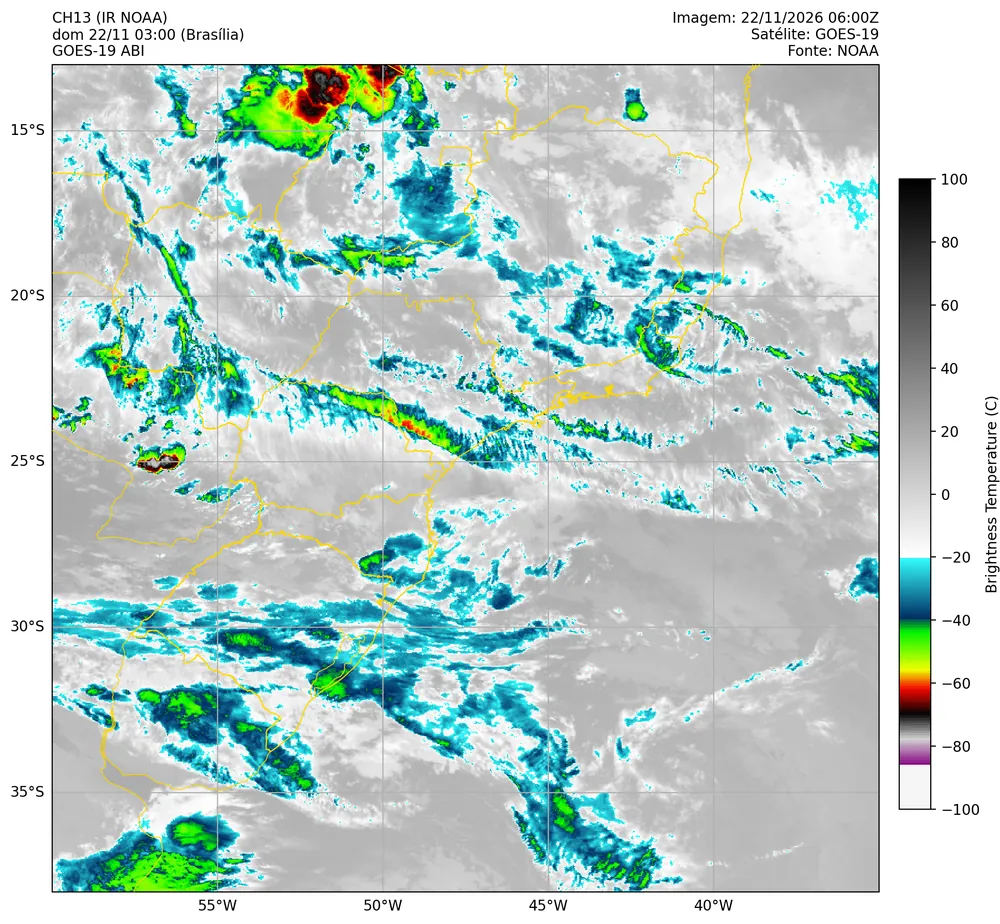 CH13 (IR NOAA)
dom 22/11 03:00 (Brasília)
GOES-19 ABI
Imagem: 22/11/2026 06:00Z
Satélite: GOES-19
Fonte: NOAA
15°S
20°S
25°S
30°S
35°S
55°W
50°W
45°W
40°W
100
80
60
40
20
0
−20
−40
−60
−80
−100
Brightness Temperature (C)